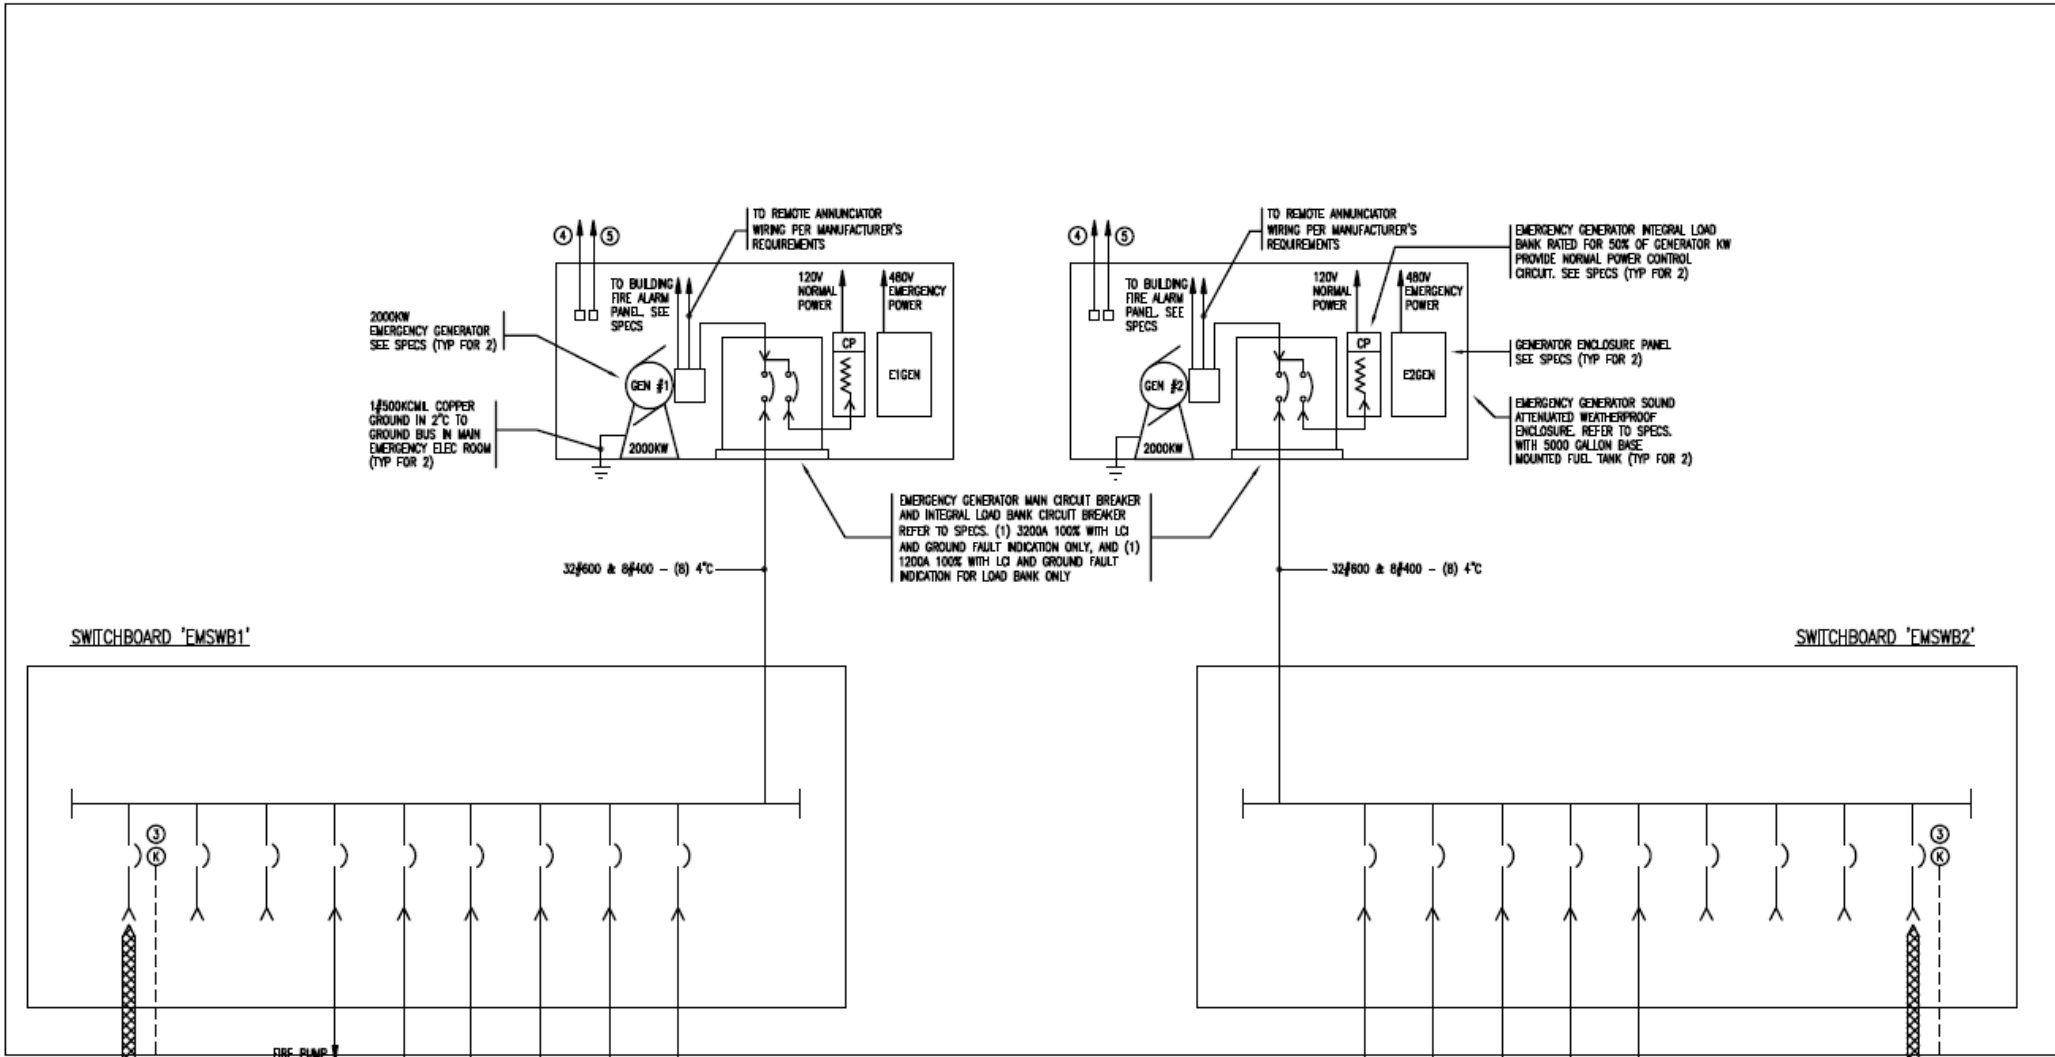 ④ ⑤
TO REMOTE ANNUNCIATOR
WIRING PER MANUFACTURER'S
REQUIREMENTS
TO BUILDING
FIRE ALARM
PANEL, SEE
SPECS
120V
NORMAL
POWER
480V
EMERGENCY
POWER
2000KW
EMERGENCY GENERATOR
SEE SPECS (TYP FOR 2)
GEN #1
CP
E1GEN
2000KW
1#500KCMIL COPPER
GROUND IN 2"C TO
GROUND BUS IN MAIN
EMERGENCY ELEC ROOM
(TYP FOR 2)
④ ⑤
TO REMOTE ANNUNCIATOR
WIRING PER MANUFACTURER'S
REQUIREMENTS
TO BUILDING
FIRE ALARM
PANEL, SEE
SPECS
120V
NORMAL
POWER
480V
EMERGENCY
POWER
GEN #2
CP
E2GEN
2000KW
EMERGENCY GENERATOR INTEGRAL LOAD
BANK RATED FOR 50% OF GENERATOR KW
PROVIDE NORMAL POWER CONTROL
CIRCUIT. SEE SPECS (TYP FOR 2)
GENERATOR ENCLOSURE PANEL
SEE SPECS (TYP FOR 2)
EMERGENCY GENERATOR SOUND
ATTENUATED WEATHERPROOF
ENCLOSURE. REFER TO SPECS.
WITH 5000 GALLON BASE
MOUNTED FUEL TANK (TYP FOR 2)
EMERGENCY GENERATOR MAIN CIRCUIT BREAKER
AND INTEGRAL LOAD BANK CIRCUIT BREAKER
REFER TO SPECS. (1) 3200A 100% WITH LCI
AND GROUND FAULT INDICATION ONLY, AND (1)
1200A 100% WITH LCI AND GROUND FAULT
INDICATION FOR LOAD BANK ONLY
32#600 & 8#400 - (8) 4"C
32#600 & 8#400 - (8) 4"C
SWITCHBOARD 'EMSWB1'
SWITCHBOARD 'EMSWB2'
③
K
③
K
FIRE PUMP